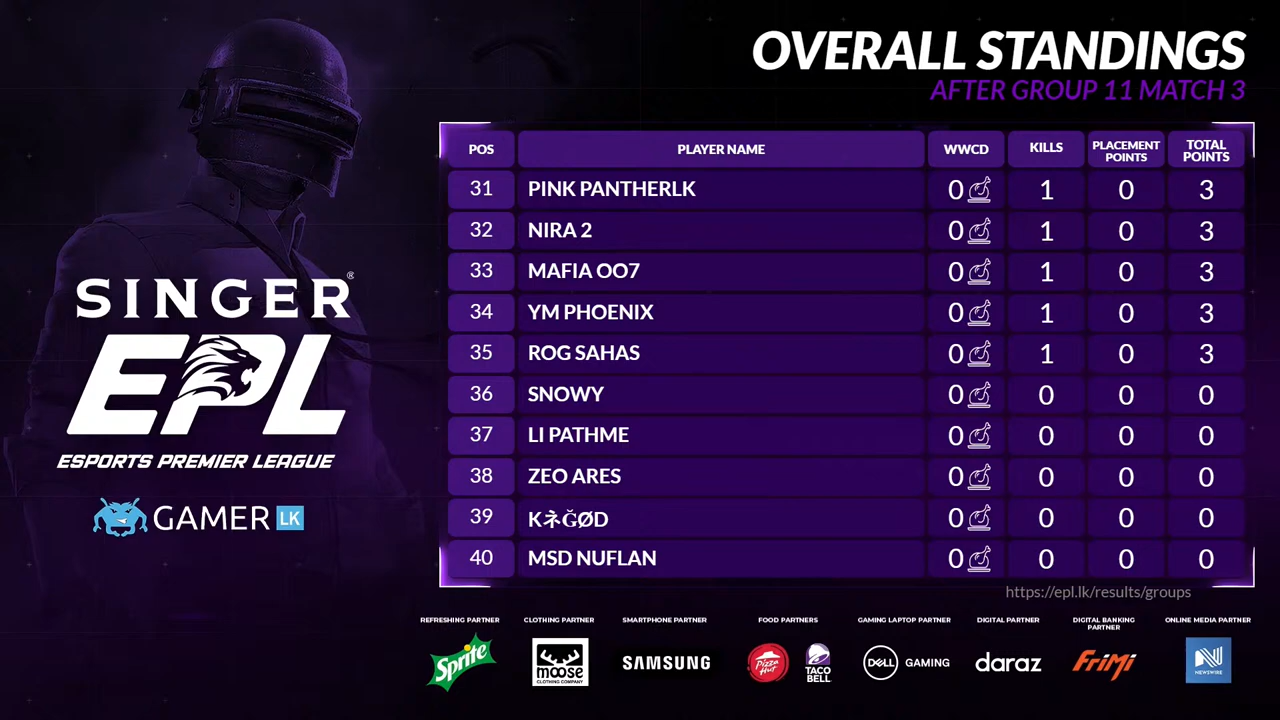 OVERALL STANDINGS
AFTER GROUP 11 MATCH 3
POS PLAYER NAME WWCD KILLS PLACEMENT POINTS TOTAL POINTS
31 PINK PANTHERLK 0 1 0 3
32 NIRA 2 0 1 0 3
33 MAFIA OO7 0 1 0 3
34 YM PHOENIX 0 1 0 3
35 ROG SAHAS 0 1 0 3
36 SNOWY 0 0 0 0
37 LI PATHME 0 0 0 0
38 ZEO ARES 0 0 0 0
39 KネĞØD 0 0 0 0
40 MSD NUFLAN 0 0 0 0
https://epl.lk/results/groups
SINGER®
EPL
ESPORTS PREMIER LEAGUE
GAMER LK
REFRESHING PARTNER CLOTHING PARTNER SMARTPHONE PARTNER FOOD PARTNERS GAMING LAPTOP PARTNER DIGITAL PARTNER DIGITAL BANKING PARTNER ONLINE MEDIA PARTNER
Sprite moose CLOTHING COMPANY SAMSUNG Pizza Hut TACO BELL DELL GAMING daraz FriMi N NEWSWIRE